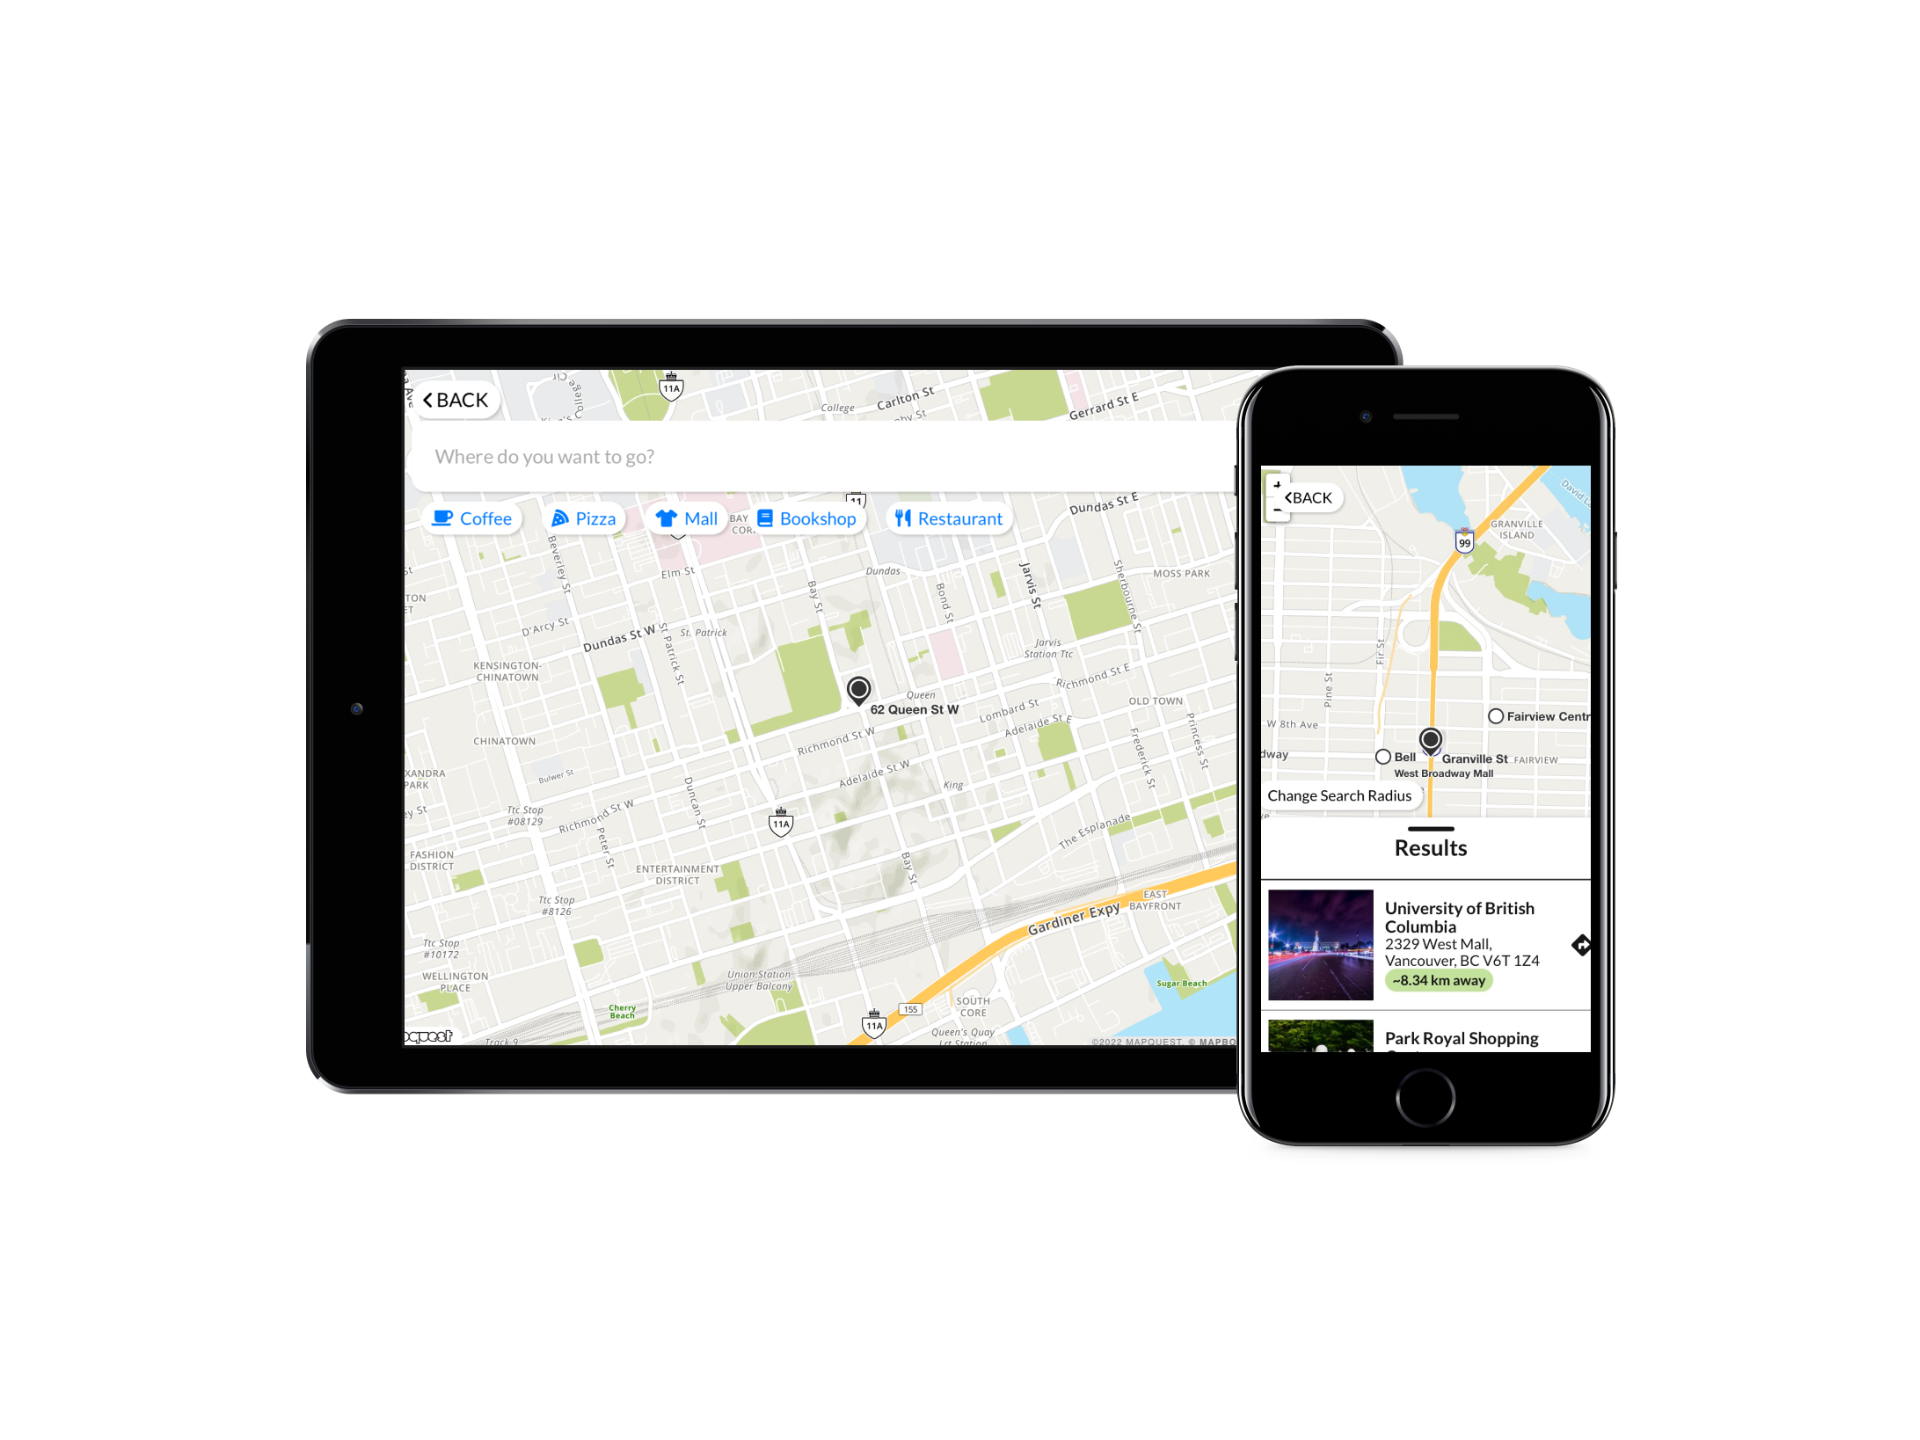 BACK
Where do you want to go?
Coffee
Pizza
Mall
Bookshop
Restaurant
11A
College
Carlton St
Gerrard St E
11
BAY
COR.
Dundas St E
Beverley St
Elm St
Dundas
Bay St
Bond St
Jarvis St
Sherbourne St
MOSS PARK
D'Arcy St
Dundas St W
St Patrick St
St. Patrick
Jarvis
Station Ttc
KENSINGTON-
CHINATOWN
Richmond St E
Queen
62 Queen St W
Lombard St
Adelaide St E
OLD TOWN
Princess St
Frederick St
CHINATOWN
Richmond St W
Adelaide St W
King
Bulwer St
Duncan St
XANDRA
PARK
Ttc Stop
#08129
Richmond St W
Peter St
11A
The Esplanade
FASHION
DISTRICT
ENTERTAINMENT
DISTRICT
Bay St
Ttc Stop
#8126
EAST
BAYFRONT
Gardiner Expy
Ttc Stop
#10172
WELLINGTON
PLACE
Union Station
Upper Balcony
Sugar Beach
Cherry
Beach
155
SOUTH
CORE
11A
Queen's Quay
Track 9
©2022 MAPQUEST, © MAPBO
BACK
David L
GRANVILLE
ISLAND
99
Fir St
Pine St
W 8th Ave
Fairview Centr
dway
Bell
Granville St
FAIRVIEW
West Broadway Mall
Change Search Radius
Results
University of British
Columbia
2329 West Mall,
Vancouver, BC V6T 1Z4
~8.34 km away
Park Royal Shopping